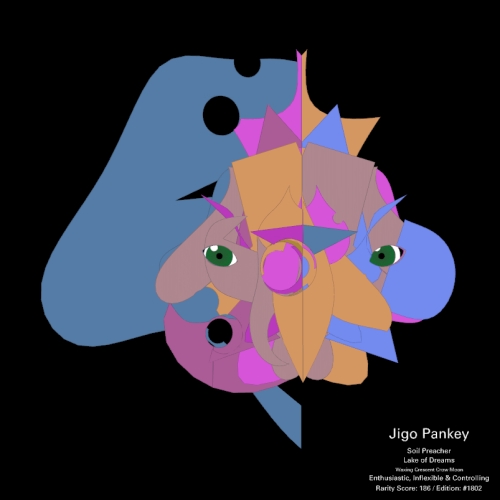 Jigo Pankey
Soil Preacher
Lake of Dreams
Waxing Crescent Crow Moon
Enthusiastic, Inflexible & Controlling
Rarity Score: 186 / Edition: #1802